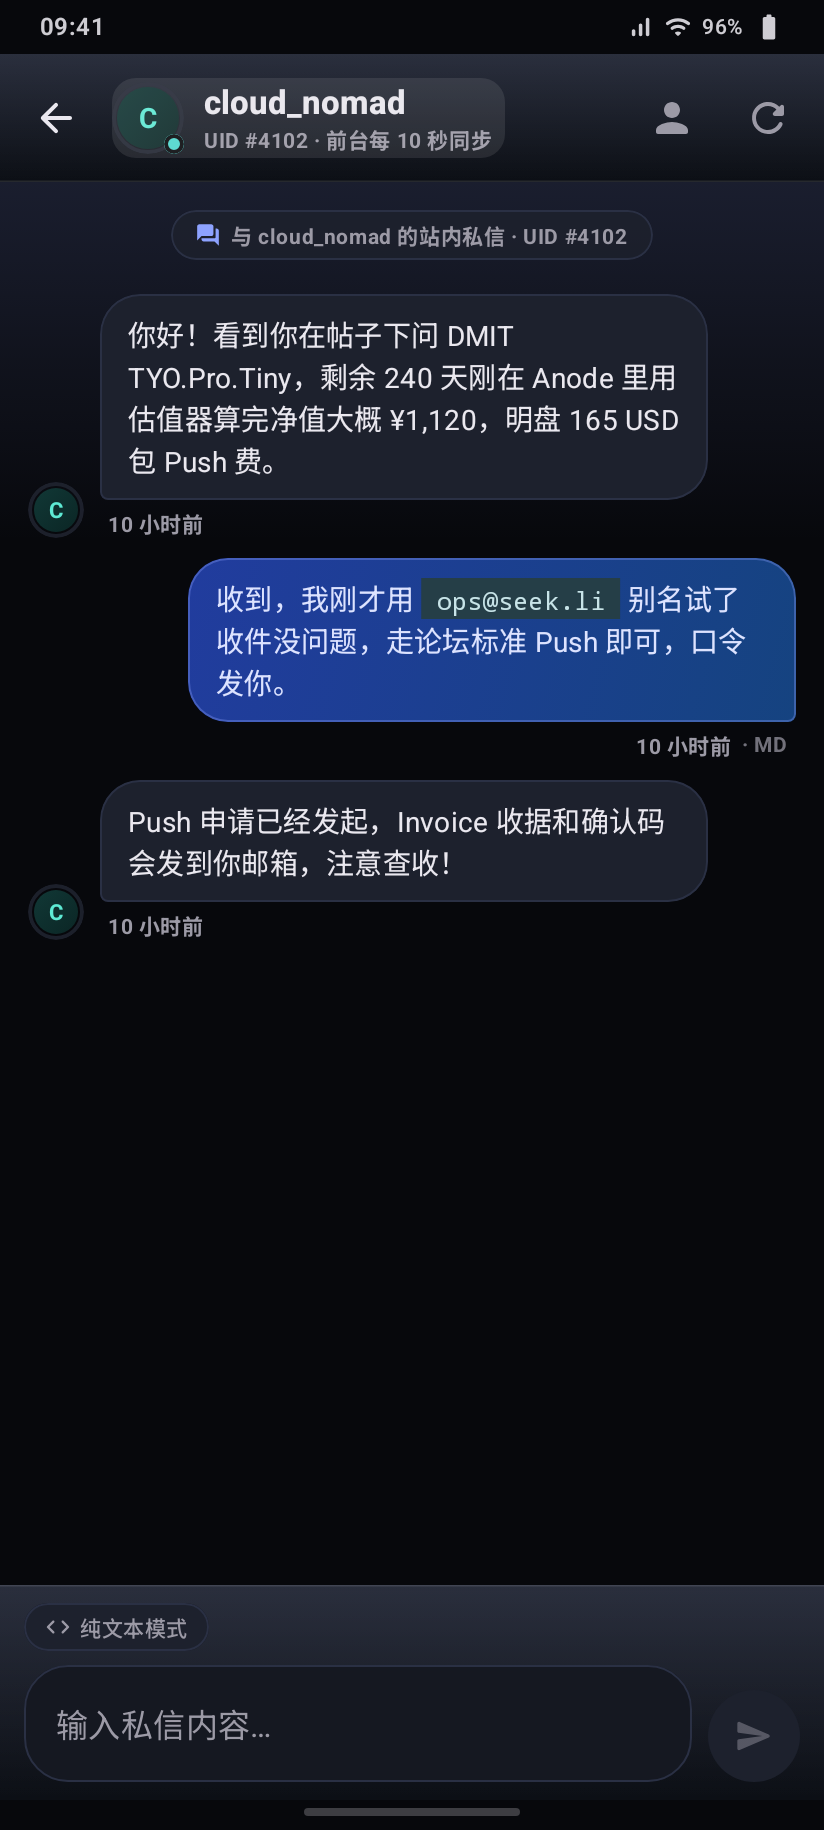 09:41
96%
C
cloud_nomad
UID #4102 · 前台每 10 秒同步
与 cloud_nomad 的站内私信 · UID #4102
你好！看到你在帖子下问 DMIT
TYO.Pro.Tiny，剩余 240 天刚在 Anode 里用
估值器算完净值大概 ¥1,120，明盘 165 USD
包 Push 费。
C
10 小时前
收到，我刚才用 ops@seek.li 别名试了
收件没问题，走论坛标准 Push 即可，口令
发你。
10 小时前 · MD
Push 申请已经发起，Invoice 收据和确认码
会发到你邮箱，注意查收！
C
10 小时前
纯文本模式
输入私信内容…